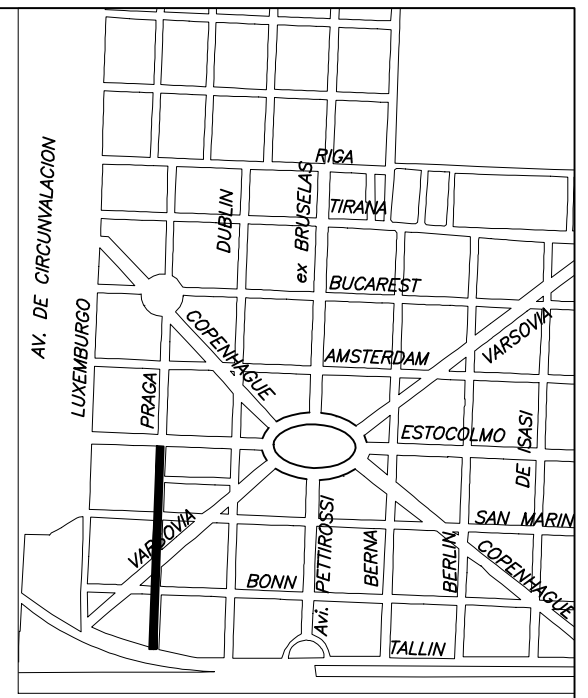 AV. DE CIRCUNVALACION
RIGA
TIRANA
DUBLIN
ex BRUSELAS
BUCAREST
LUXEMBURGO
COPENHAGUE
VARSOVIA
AMSTERDAM
PRAGA
ESTOCOLMO
DE ISASI
VARSOVIA
SAN MARIN
Avi. PETTIROSSI
BERNA
BERLIN
COPENHAGUE
BONN
TALLIN